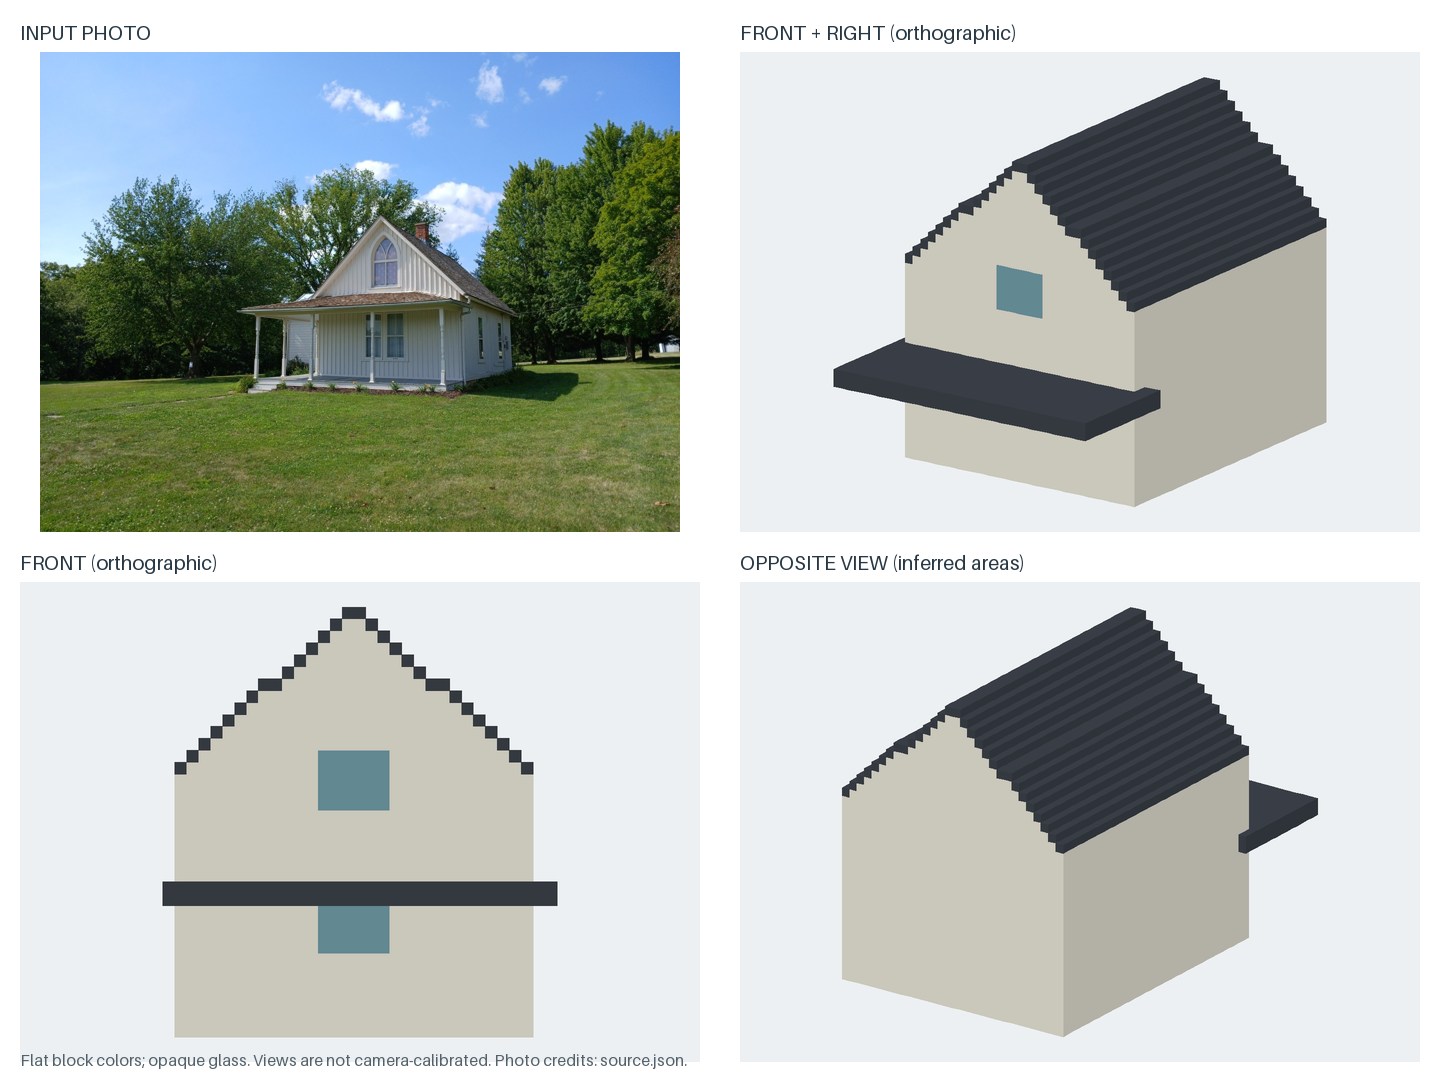 INPUT PHOTO
FRONT + RIGHT (orthographic)
FRONT (orthographic)
OPPOSITE VIEW (inferred areas)
Flat block colors; opaque glass. Views are not camera-calibrated. Photo credits: source.json.